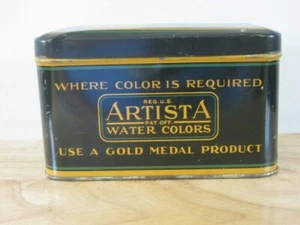 WHERE COLOR IS REQUIRED
REG. U.S.
ARTISTA
PAT. OFF.
WATER COLORS
USE A GOLD MEDAL PRODUCT